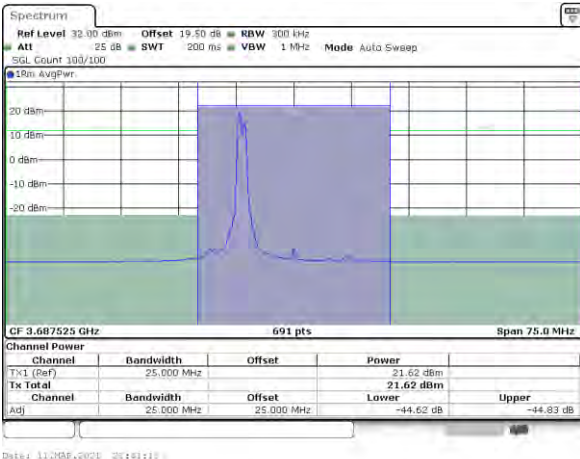 Spectrum
Ref Level 32.00 dBm Offset 19.50 dB RBW 300 kHz
Att 25 dB SWT 200 ms VBW 1 MHz Mode Auto Sweep
SGL Count 100/100
1Rm AvgPwr
20 dBm
10 dBm
0 dBm
-10 dBm
-20 dBm
CF 3.687525 GHz 691 pts Span 75.0 MHz
Channel Power
Channel Bandwidth Offset Power
TX1 (Ref) 25.000 MHz 21.62 dBm
Tx Total 21.62 dBm
Channel Bandwidth Offset Lower Upper
Adj 25.000 MHz 25.000 MHz -44.62 dB -44.83 dB
Date: